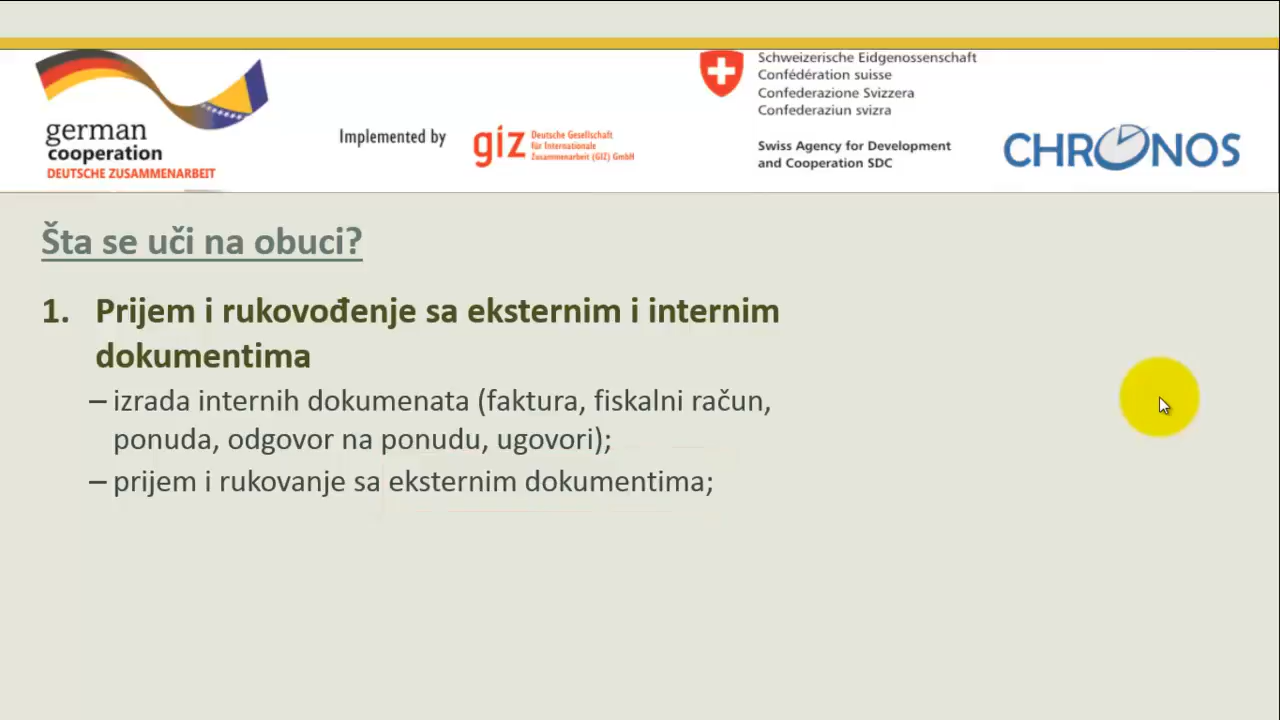 german
cooperation
DEUTSCHE ZUSAMMENARBEIT
Implemented by
giz
Deutsche Gesellschaft
für Internationale
Zusammenarbeit (GIZ) GmbH
Schweizerische Eidgenossenschaft
Confédération suisse
Confederazione Svizzera
Confederaziun svizra
Swiss Agency for Development
and Cooperation SDC
CHRONOS
Šta se uči na obuci?
1. Prijem i rukovođenje sa eksternim i internim
dokumentima
– izrada internih dokumenata (faktura, fiskalni račun,
ponuda, odgovor na ponudu, ugovori);
– prijem i rukovanje sa eksternim dokumentima;